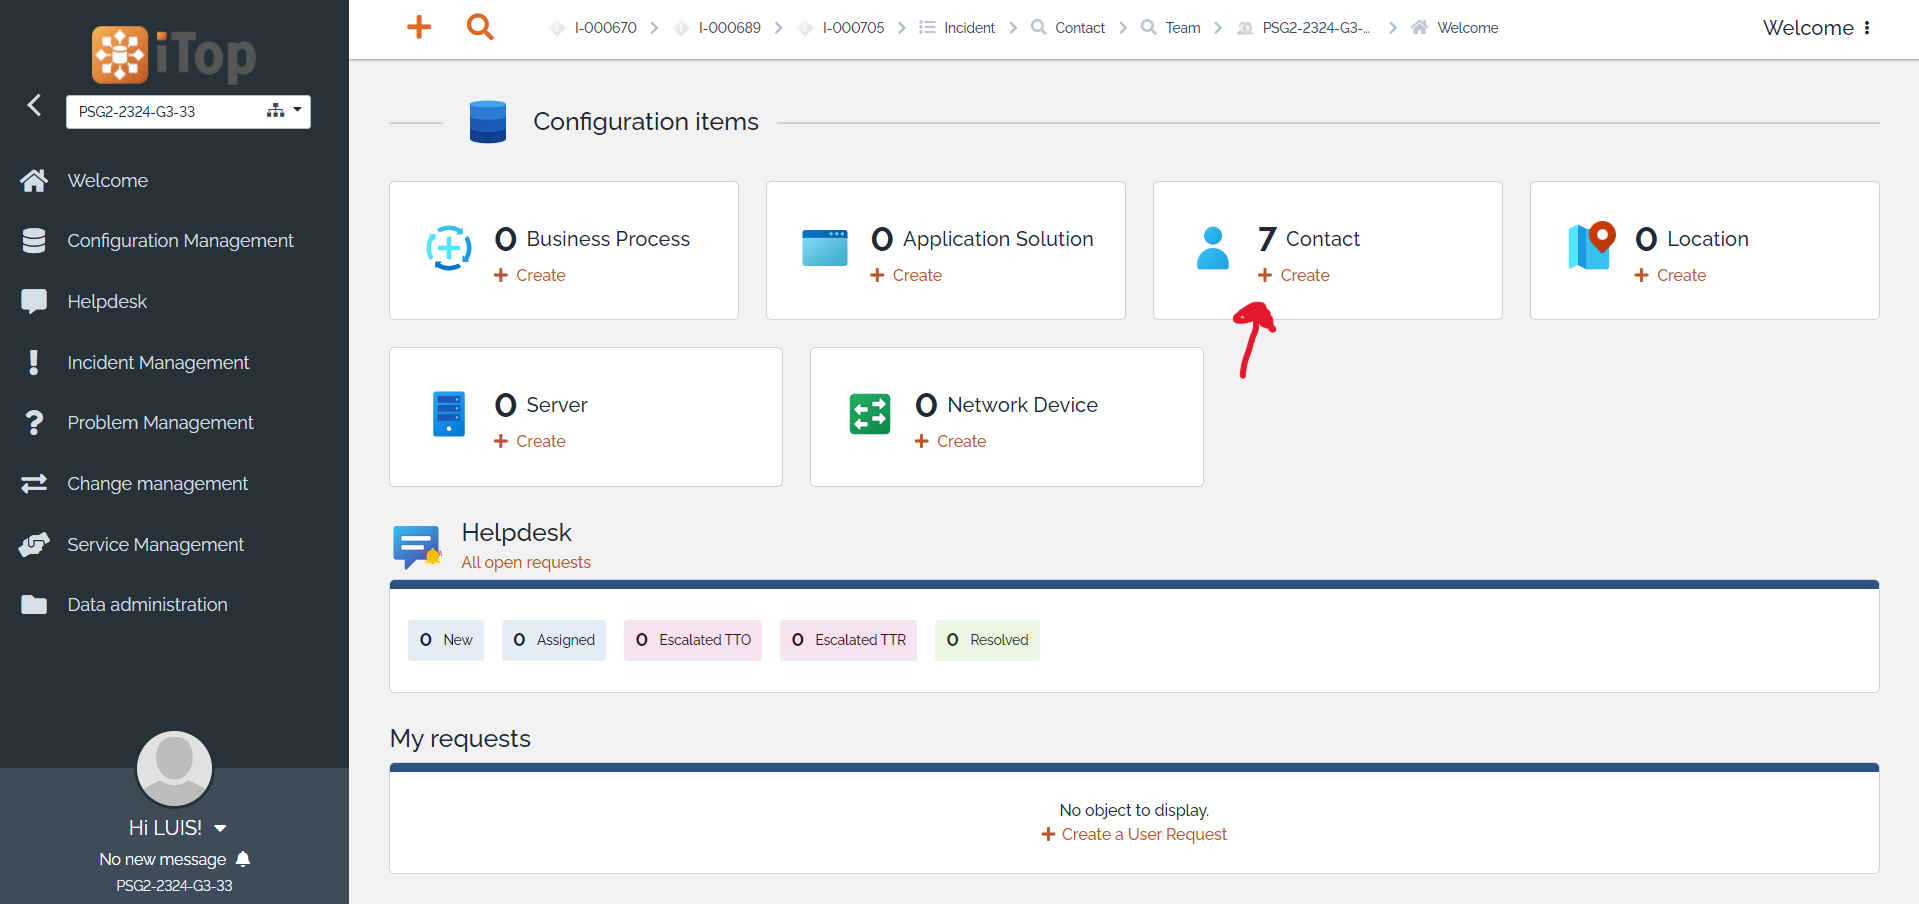 iTop
PSG2-2324-G3-33
Welcome
Configuration Management
Helpdesk
Incident Management
Problem Management
Change management
Service Management
Data administration
Hi LUIS!
No new message
PSG2-2324-G3-33
I-000670 I-000689 I-000705 Incident Contact Team PSG2-2324-G3-... Welcome
Welcome
Configuration items
0 Business Process
Create
0 Application Solution
Create
7 Contact
Create
0 Location
Create
0 Server
Create
0 Network Device
Create
Helpdesk
All open requests
0 New 0 Assigned 0 Escalated TTO 0 Escalated TTR 0 Resolved
My requests
No object to display.
Create a User Request